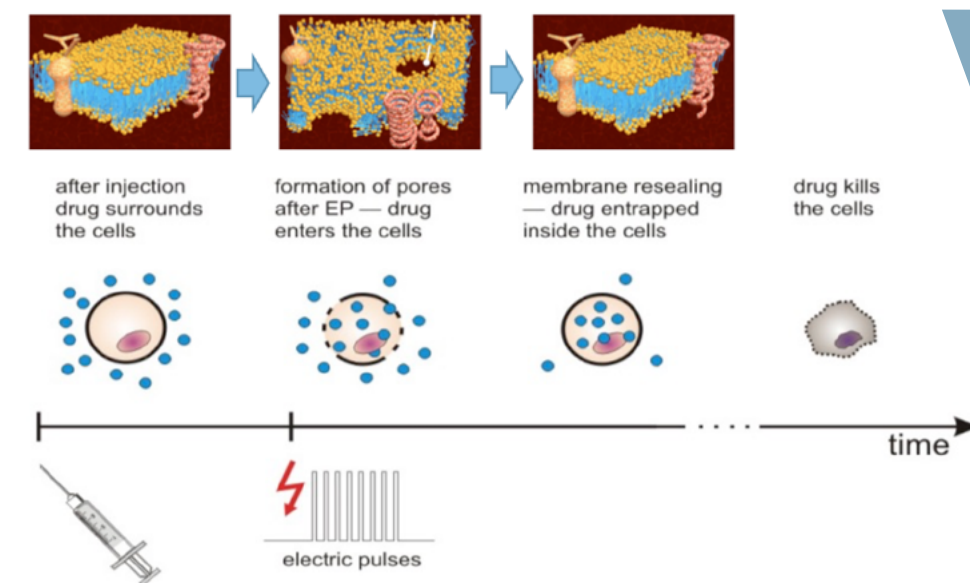 after injection
drug surrounds
the cells
formation of pores
after EP — drug
enters the cells
membrane resealing
— drug entrapped
inside the cells
drug kills
the cells
time
electric pulses